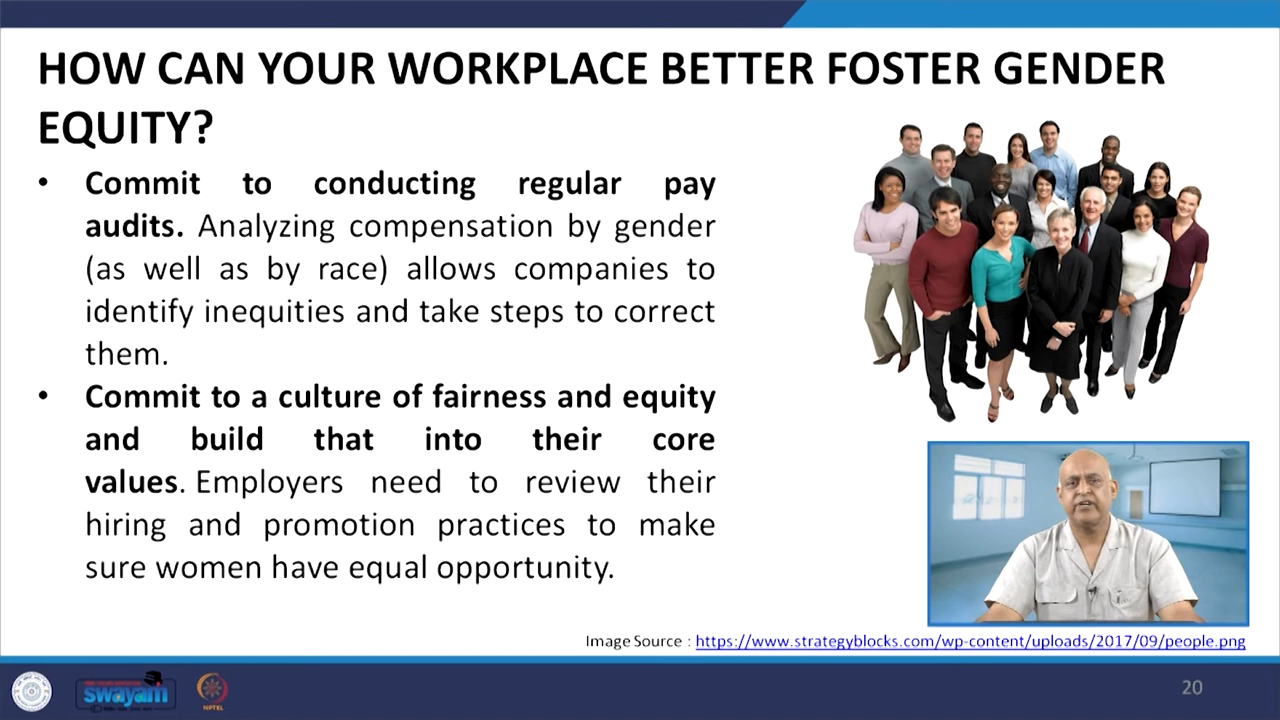 HOW CAN YOUR WORKPLACE BETTER FOSTER GENDER
EQUITY?
• Commit to conducting regular pay
audits. Analyzing compensation by gender
(as well as by race) allows companies to
identify inequities and take steps to correct
them.
• Commit to a culture of fairness and equity
and build that into their core
values. Employers need to review their
hiring and promotion practices to make
sure women have equal opportunity.
Image Source : https://www.strategyblocks.com/wp-content/uploads/2017/09/people.png
swayam
NPTEL
20